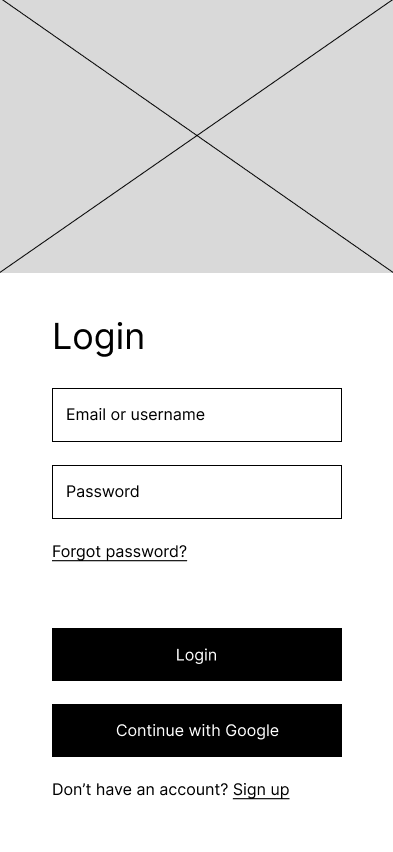 Login
Email or username
Password
Forgot password?
Login
Continue with Google
Don’t have an account? Sign up